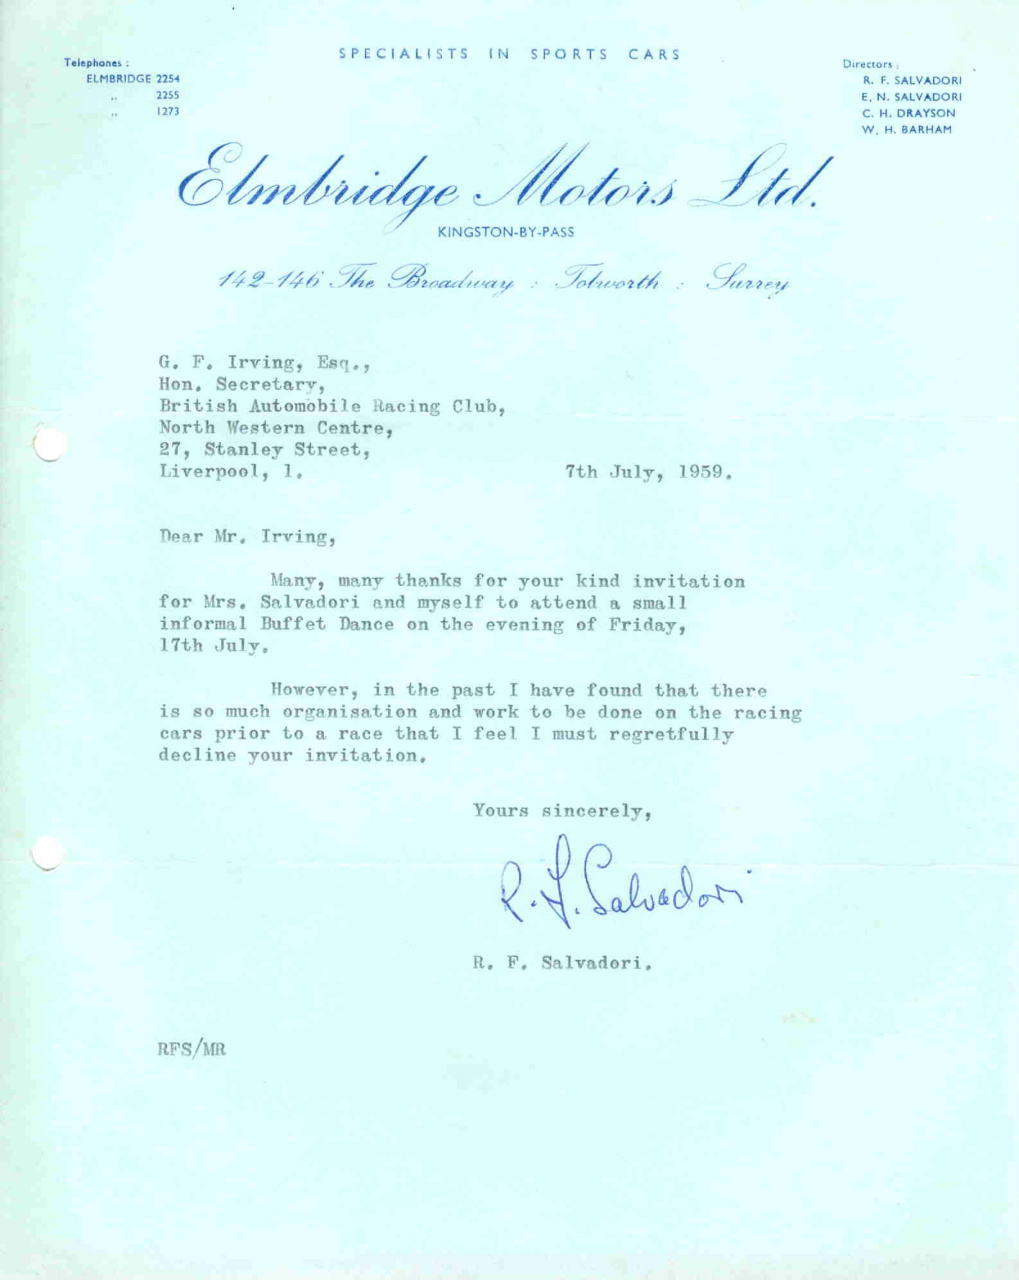 SPECIALISTS IN SPORTS CARS
Telephones :
ELMBRIDGE 2254
,, 2255
,, 1273
Directors :
R. F. SALVADORI
E. N. SALVADORI
C. H. DRAYSON
W. H. BARHAM
Elmbridge Motors Ltd.
KINGSTON-BY-PASS
142-146 The Broadway : Tolworth : Surrey
G. F. Irving, Esq.,
Hon. Secretary,
British Automobile Racing Club,
North Western Centre,
27, Stanley Street,
Liverpool, 1. 7th July, 1959.
Dear Mr. Irving,
Many, many thanks for your kind invitation
for Mrs. Salvadori and myself to attend a small
informal Buffet Dance on the evening of Friday,
17th July.
However, in the past I have found that there
is so much organisation and work to be done on the racing
cars prior to a race that I feel I must regretfully
decline your invitation.
Yours sincerely,
R. F. Salvadori
R. F. Salvadori.
RFS/MR